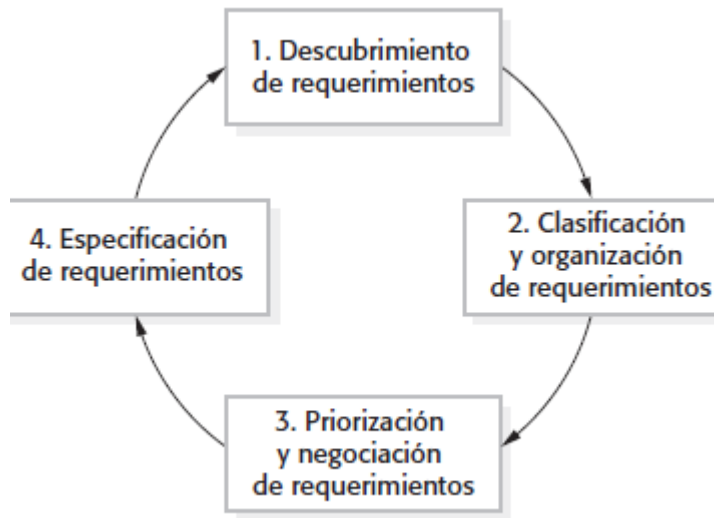 1. Descubrimiento
de requerimientos
2. Clasificación
y organización
de requerimientos
3. Priorización
y negociación
de requerimientos
4. Especificación
de requerimientos